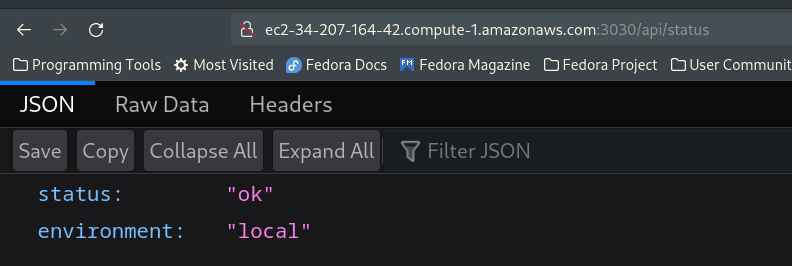 ec2-34-207-164-42.compute-1.amazonaws.com:3030/api/status
Programming Tools Most Visited Fedora Docs FM Fedora Magazine Fedora Project User Communit
JSON Raw Data Headers
Save Copy Collapse All Expand All Filter JSON
status: "ok"
environment: "local"